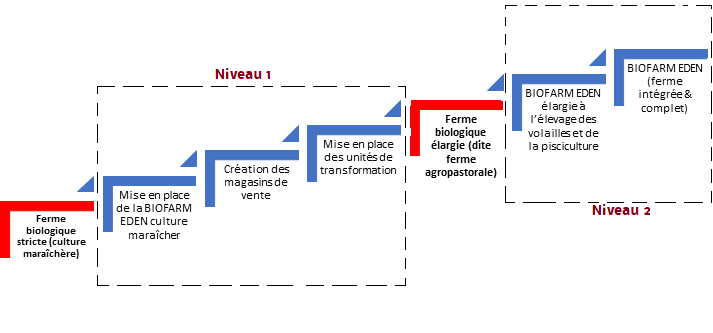 Niveau 1
Ferme
biologique
stricte (culture
maraîchère)
Mise en place
de la BIOFARM
EDEN culture
maraîcher
Création des
magasins de
vente
Mise en place
des unités de
transformation
Ferme
biologique
élargie (dite
ferme
agropastorale)
BIOFARM EDEN
élargie à
l’élevage des
volailles et de
la pisciculture
BIOFARM EDEN
(ferme
intégrée &
complet)
Niveau 2